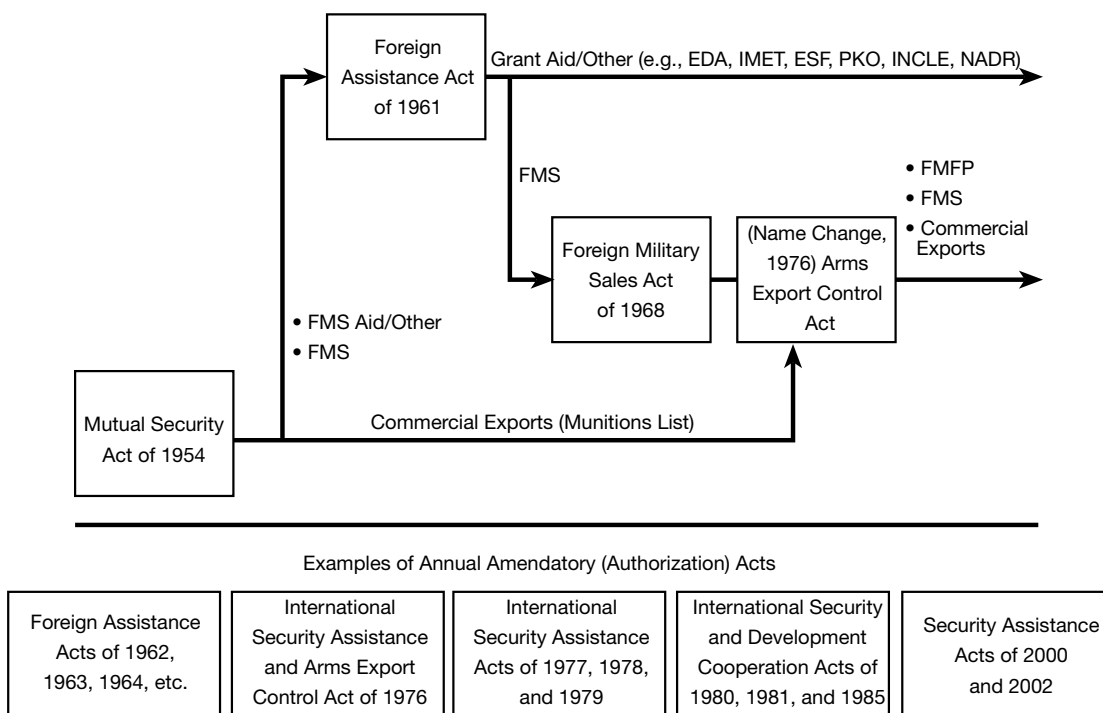 Foreign
Assistance Act
of 1961
Grant Aid/Other (e.g., EDA, IMET, ESF, PKO, INCLE, NADR)
FMS
• FMFP
• FMS
• Commercial
Exports
Foreign Military
Sales Act
of 1968
(Name Change,
1976) Arms
Export Control
Act
• FMS Aid/Other
• FMS
Mutual Security
Act of 1954
Commercial Exports (Munitions List)
Examples of Annual Amendatory (Authorization) Acts
Foreign Assistance
Acts of 1962,
1963, 1964, etc.
International
Security Assistance
and Arms Export
Control Act of 1976
International
Security Assistance
Acts of 1977, 1978,
and 1979
International Security
and Development
Cooperation Acts of
1980, 1981, and 1985
Security Assistance
Acts of 2000
and 2002